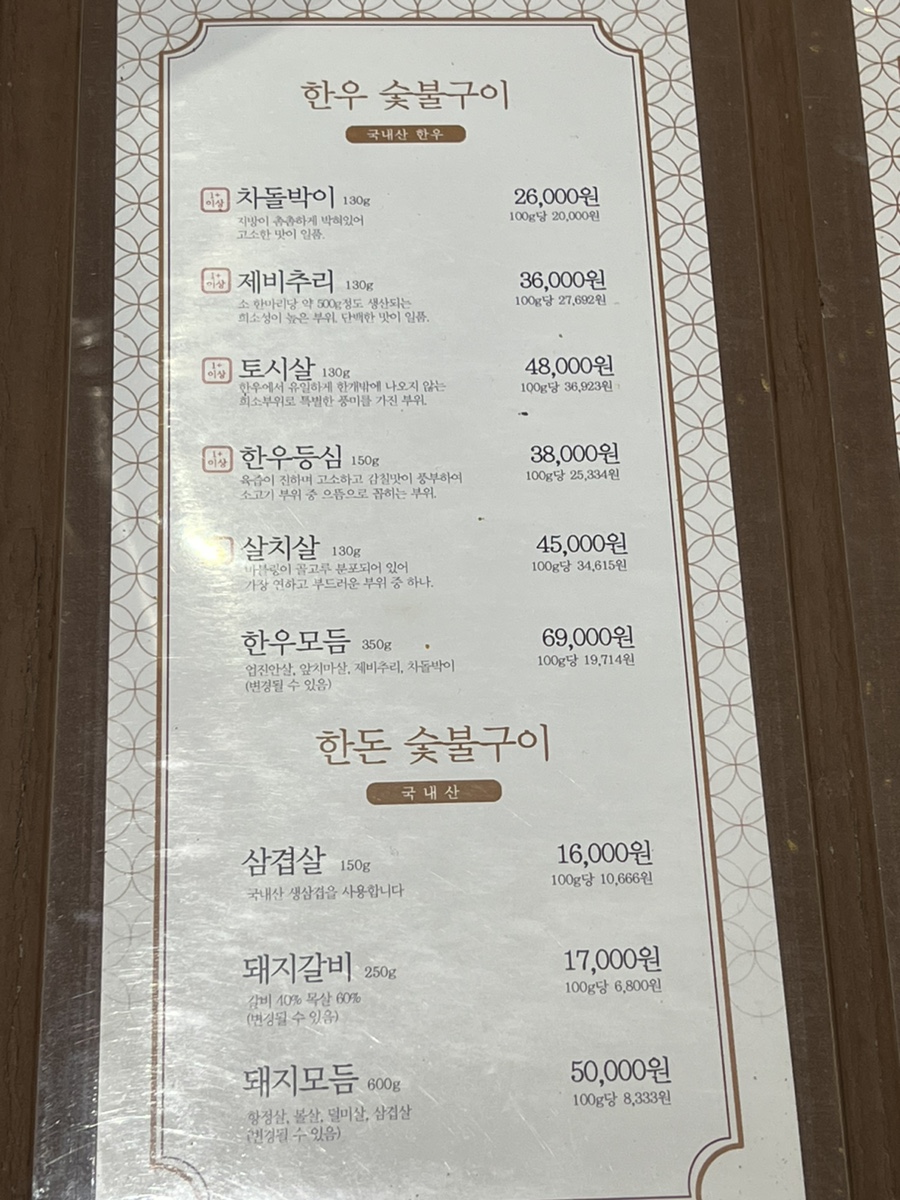 한우 숯불구이
국내산 한우
1+ 이상 차돌박이 130g 26,000원
지방이 촘촘하게 박혀있어 100g당 20,000원
고소한 맛이 일품.
1+ 이상 제비추리 130g 36,000원
소 한마리당 약 500g정도 생산되는 100g당 27,692원
희소성이 높은 부위. 단백한 맛이 일품.
1+ 이상 토시살 130g 48,000원
한우에서 유일하게 한개밖에 나오지 않는 100g당 36,923원
희소부위로 특별한 풍미를 가진 부위.
1+ 이상 한우등심 150g 38,000원
육즙이 진하며 고소하고 감칠맛이 풍부하여 100g당 25,334원
소고기 부위 중 으뜸으로 꼽히는 부위.
살치살 130g 45,000원
마블링이 골고루 분포되어 있어 100g당 34,615원
가장 연하고 부드러운 부위 중 하나.
한우모듬 350g 69,000원
업진안살, 앞치마살, 제비추리, 차돌박이 100g당 19,714원
(변경될 수 있음)
한돈 숯불구이
국내산
삼겹살 150g 16,000원
국내산 생삼겹을 사용합니다 100g당 10,666원
돼지갈비 250g 17,000원
갈비 40% 목살 60% 100g당 6,800원
(변경될 수 있음)
돼지모듬 600g 50,000원
항정살, 볼살, 덜미살, 삼겹살 100g당 8,333원
(변경될 수 있음)